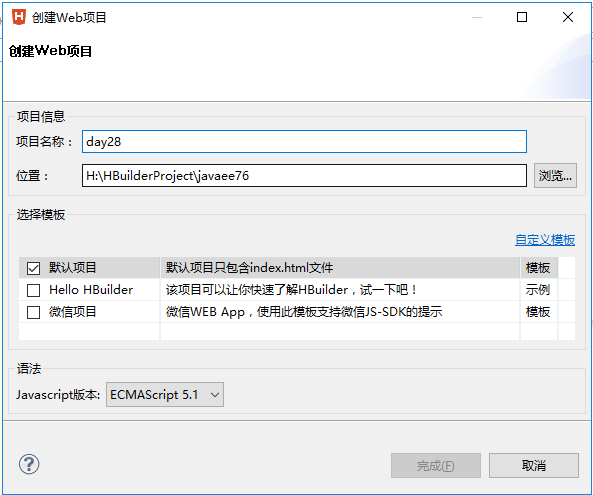 创建Web项目
创建Web项目
项目信息
项目名称： day28
位置： H:\HBuilderProject\javaee76 浏览...
选择模板
自定义模板
默认项目 默认项目只包含index.html文件 模板
Hello HBuilder 该项目可以让你快速了解HBuilder，试一下吧！ 示例
微信项目 微信WEB App，使用此模板支持微信JS-SDK的提示 模板
语法
Javascript版本: ECMAScript 5.1
完成(F) 取消